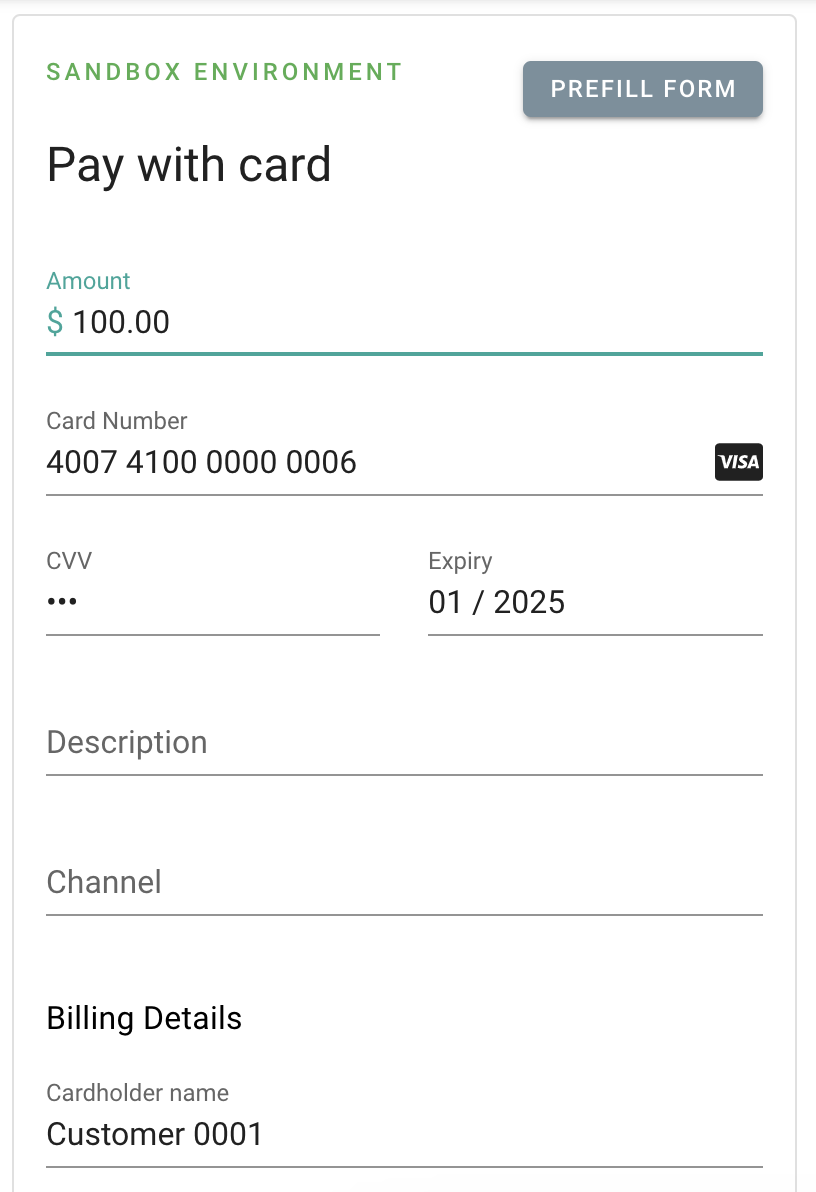 SANDBOX ENVIRONMENT
PREFILL FORM
Pay with card
Amount
$ 100.00
Card Number
4007 4100 0000 0006
VISA
CVV
Expiry
•••
01 / 2025
Description
Channel
Billing Details
Cardholder name
Customer 0001